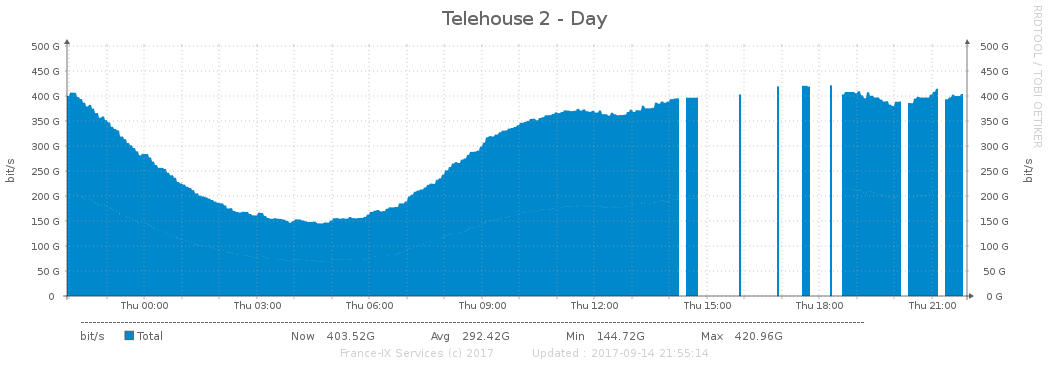 Telehouse 2 - Day
RRDTOOL / TOBI OETIKER
500 G 500 G
450 G 450 G
400 G 400 G
350 G 350 G
300 G 300 G
250 G 250 G
200 G 200 G
150 G 150 G
100 G 100 G
50 G 50 G
0 0 G
bit/s bit/s
Thu 00:00 Thu 03:00 Thu 06:00 Thu 09:00 Thu 12:00 Thu 15:00 Thu 18:00 Thu 21:00
bit/s Total Now 403.52G Avg 292.42G Min 144.72G Max 420.96G
France-IX Services (c) 2017 Updated : 2017-09-14 21:55:14